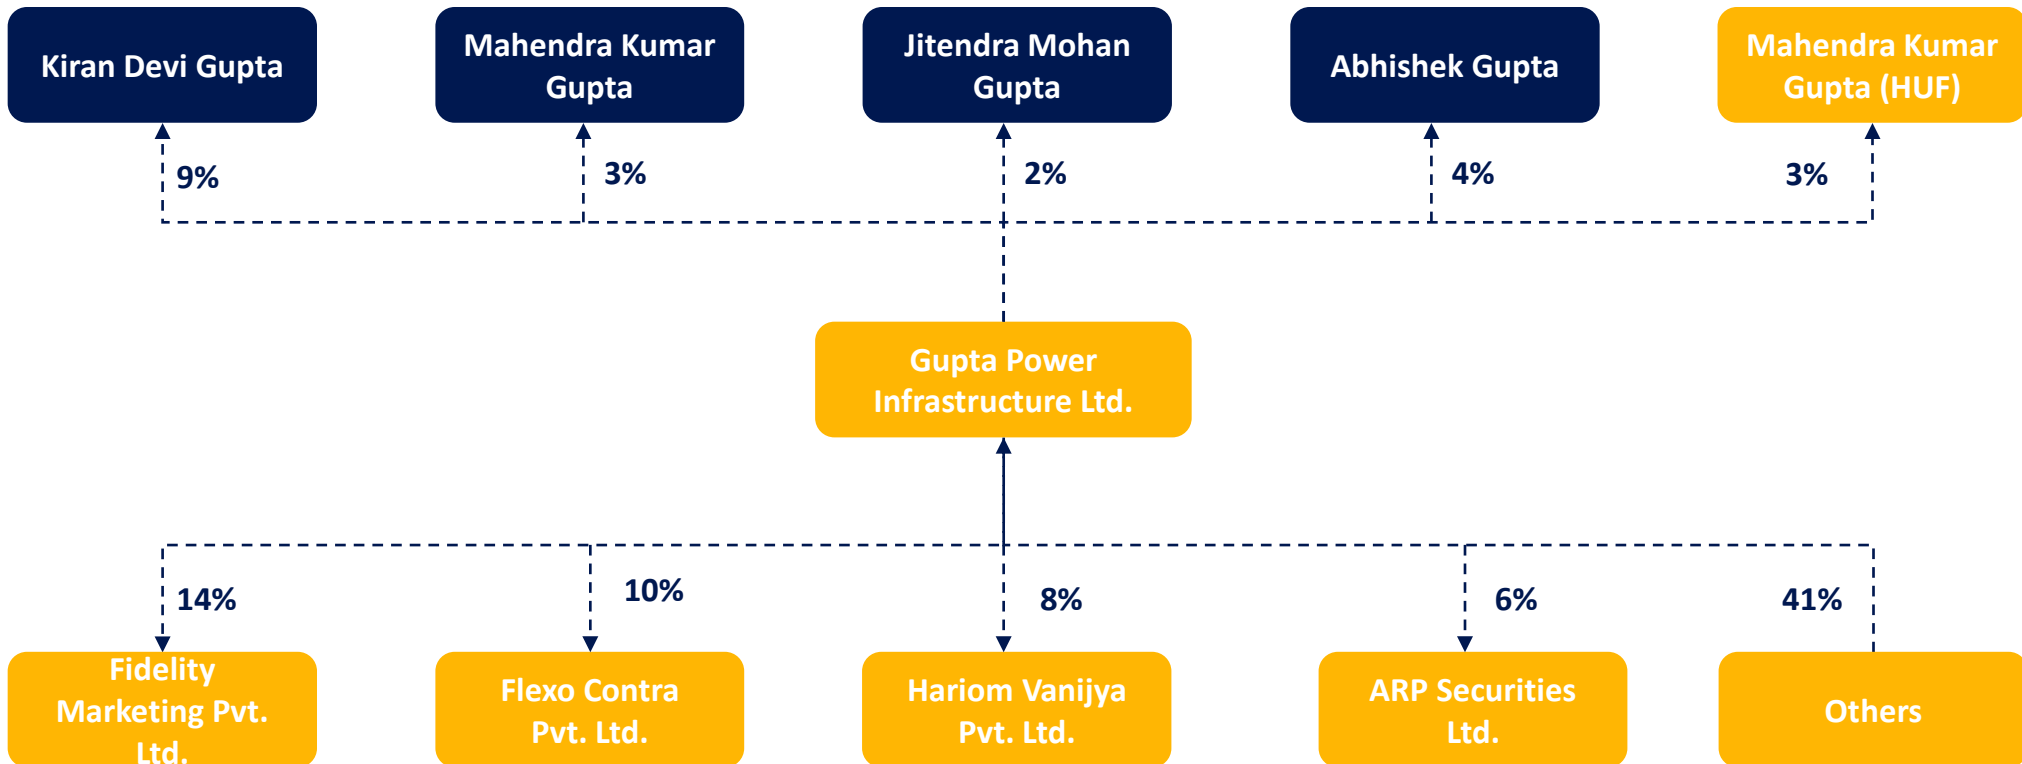 Kiran Devi Gupta
Mahendra Kumar
Gupta
Jitendra Mohan
Gupta
Abhishek Gupta
Mahendra Kumar
Gupta (HUF)
9%
3%
2%
4%
3%
Gupta Power
Infrastructure Ltd.
14%
10%
8%
6%
41%
Fidelity
Marketing Pvt.
Ltd.
Flexo Contra
Pvt. Ltd.
Hariom Vanijya
Pvt. Ltd.
ARP Securities
Ltd.
Others